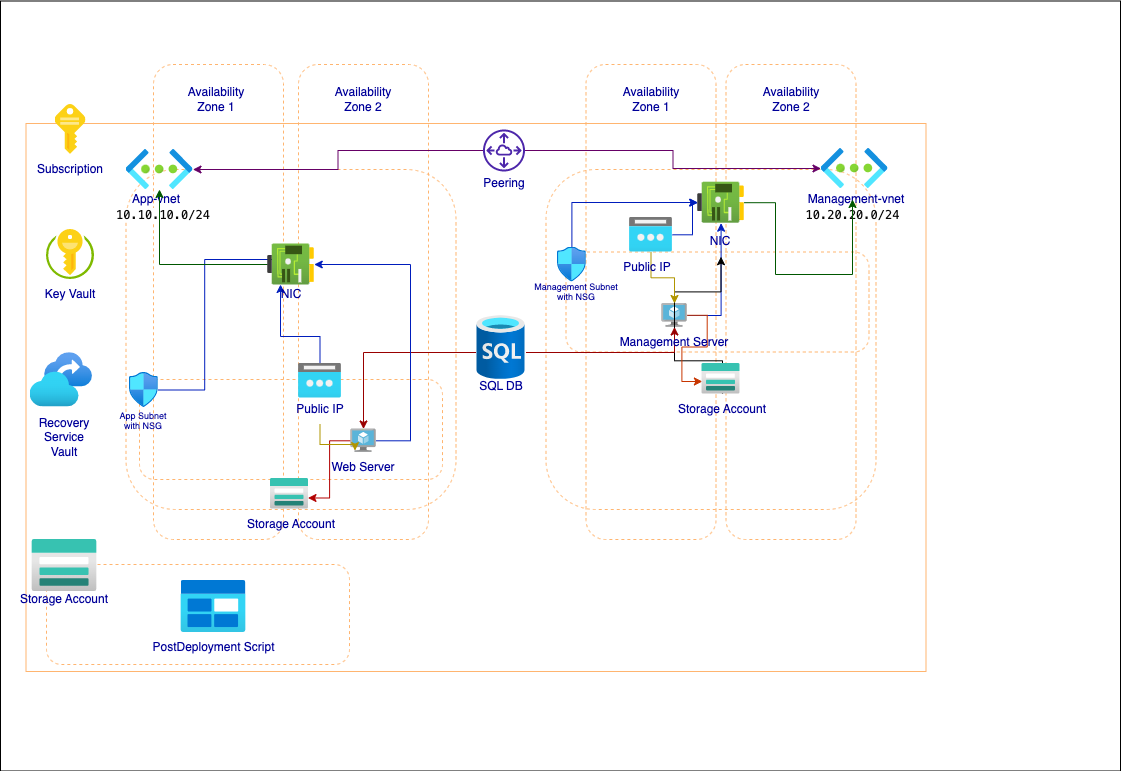 Availability
Zone 1
Availability
Zone 2
Availability
Zone 1
Availability
Zone 2
Subscription
App-vnet
10.10.10.0/24
Peering
Management-vnet
10.20.20.0/24
NIC
Public IP
Key Vault
NIC
Management Subnet
with NSG
Management Server
SQL
SQL DB
Public IP
Storage Account
App Subnet
with NSG
Recovery
Service
Vault
Web Server
Storage Account
Storage Account
PostDeployment Script